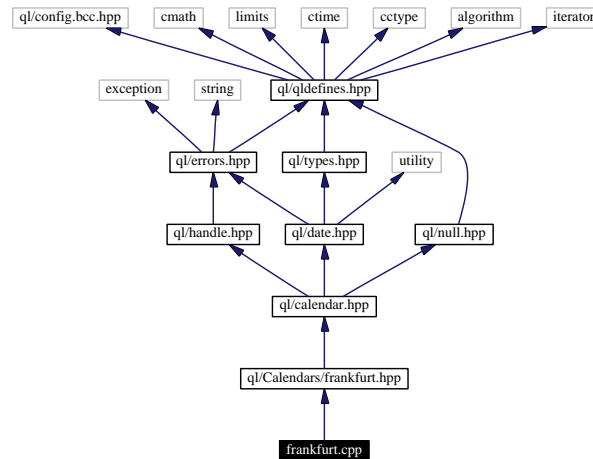 ql/config.bcc.hpp cmath limits ctime cctype algorithm iterator
exception string ql/qldefines.hpp
ql/errors.hpp ql/types.hpp utility
ql/handle.hpp ql/date.hpp ql/null.hpp
ql/calendar.hpp
ql/Calendars/frankfurt.hpp
frankfurt.cpp